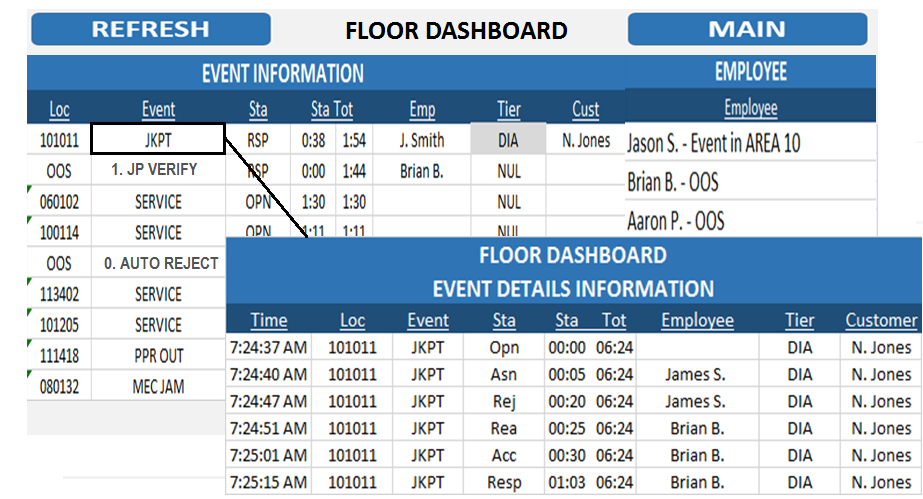 REFRESH FLOOR DASHBOARD MAIN
EVENT INFORMATION EMPLOYEE
Loc Event Sta Sta Tot Emp Tier Cust Employee
101011 JKPT RSP 0:38 1:54 J. Smith DIA N. Jones Jason S. - Event in AREA 10
OOS 1. JP VERIFY RSP 0:00 1:44 Brian B. NUL Brian B. - OOS
060102 SERVICE OPN 1:30 1:30 NUL Aaron P. - OOS
100114 SERVICE OPN 1:11 1:11 NUL
OOS 0. AUTO REJECT
113402 SERVICE
101205 SERVICE
111418 PPR OUT
080132 MEC JAM
FLOOR DASHBOARD
EVENT DETAILS INFORMATION
Time Loc Event Sta Sta Tot Employee Tier Customer
7:24:37 AM 101011 JKPT Opn 00:00 06:24 DIA N. Jones
7:24:40 AM 101011 JKPT Asn 00:05 06:24 James S. DIA N. Jones
7:24:47 AM 101011 JKPT Rej 00:20 06:24 James S. DIA N. Jones
7:24:51 AM 101011 JKPT Rea 00:25 06:24 Brian B. DIA N. Jones
7:25:01 AM 101011 JKPT Acc 00:30 06:24 Brian B. DIA N. Jones
7:25:15 AM 101011 JKPT Resp 01:03 06:24 Brian B. DIA N. Jones